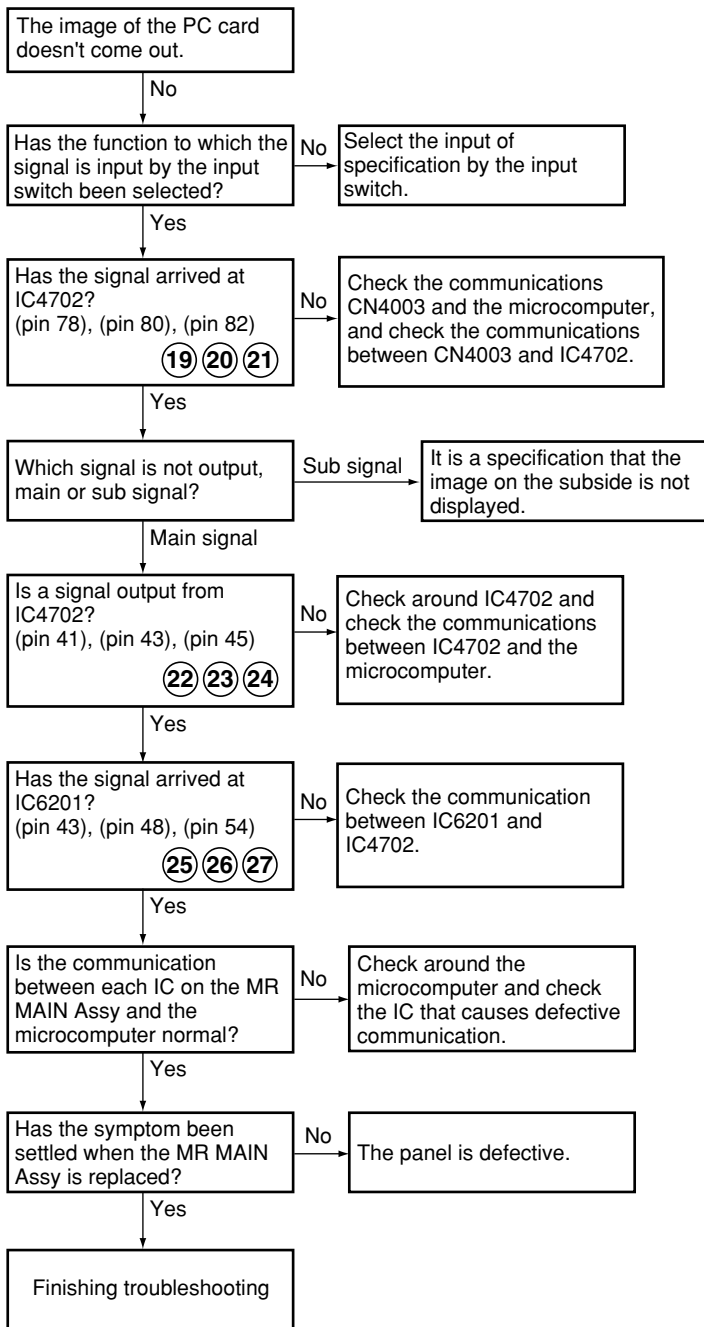 The image of the PC card
doesn't come out.
No
Has the function to which the
signal is input by the input
switch been selected?
No
Select the input of
specification by the input
switch.
Yes
Has the signal arrived at
IC4702?
(pin 78), (pin 80), (pin 82)
19 20 21
No
Check the communications
CN4003 and the microcomputer,
and check the communications
between CN4003 and IC4702.
Yes
Which signal is not output,
main or sub signal?
Sub signal
It is a specification that the
image on the subside is not
displayed.
Main signal
Is a signal output from
IC4702?
(pin 41), (pin 43), (pin 45)
22 23 24
No
Check around IC4702 and
check the communications
between IC4702 and the
microcomputer.
Yes
Has the signal arrived at
IC6201?
(pin 43), (pin 48), (pin 54)
25 26 27
No
Check the communication
between IC6201 and
IC4702.
Yes
Is the communication
between each IC on the MR
MAIN Assy and the
microcomputer normal?
No
Check around the
microcomputer and check
the IC that causes defective
communication.
Yes
Has the symptom been
settled when the MR MAIN
Assy is replaced?
No
The panel is defective.
Yes
Finishing troubleshooting